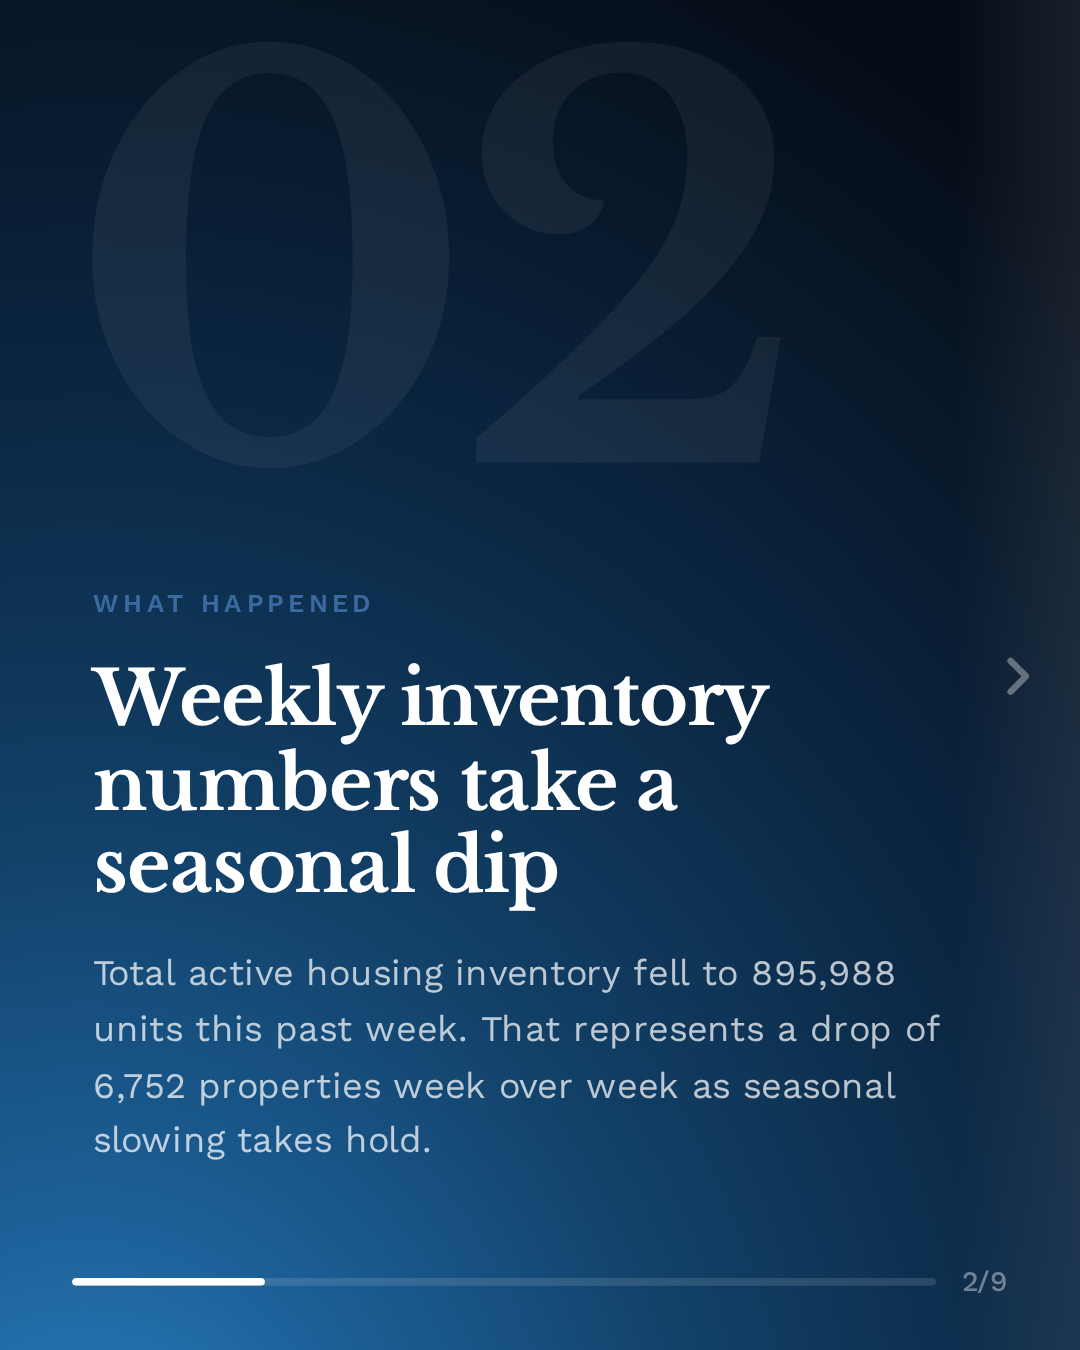 02
WHAT HAPPENED
Weekly inventory
numbers take a
seasonal dip
Total active housing inventory fell to 895,988
units this past week. That represents a drop of
6,752 properties week over week as seasonal
slowing takes hold.
2/9